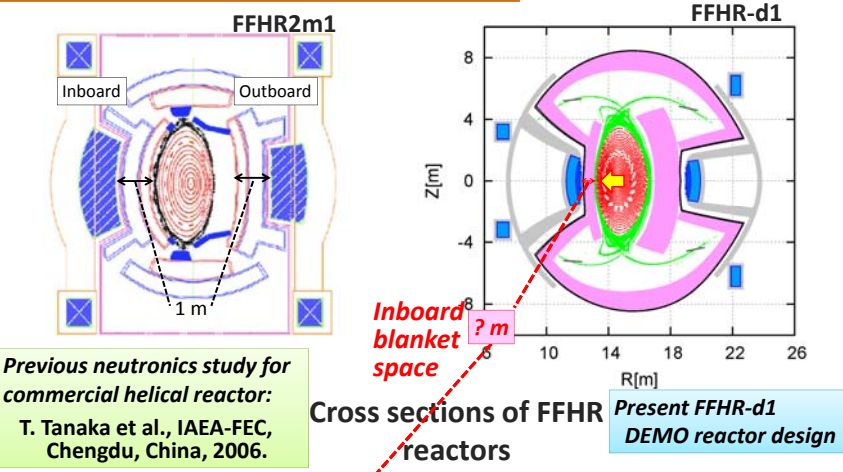 FFHR2m1
Inboard
Outboard
1 m
Previous neutronics study for
commercial helical reactor:
T. Tanaka et al., IAEA-FEC,
Chengdu, China, 2006.
FFHR-d1
8
4
0
-4
-8
Z[m]
6
10
14
18
22
26
R[m]
Inboard
blanket
space
? m
Cross sections of FFHR
reactors
Present FFHR-d1
DEMO reactor design